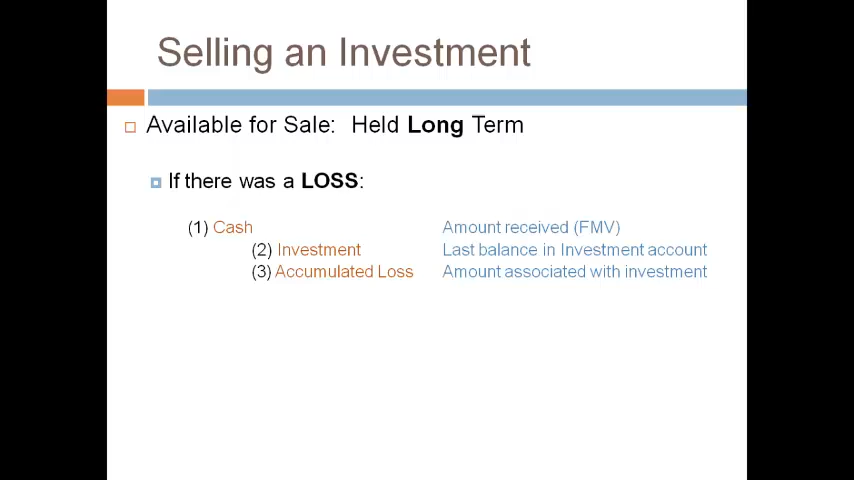 Selling an Investment
Available for Sale: Held Long Term
If there was a LOSS:
(1) Cash Amount received (FMV)
(2) Investment Last balance in Investment account
(3) Accumulated Loss Amount associated with investment